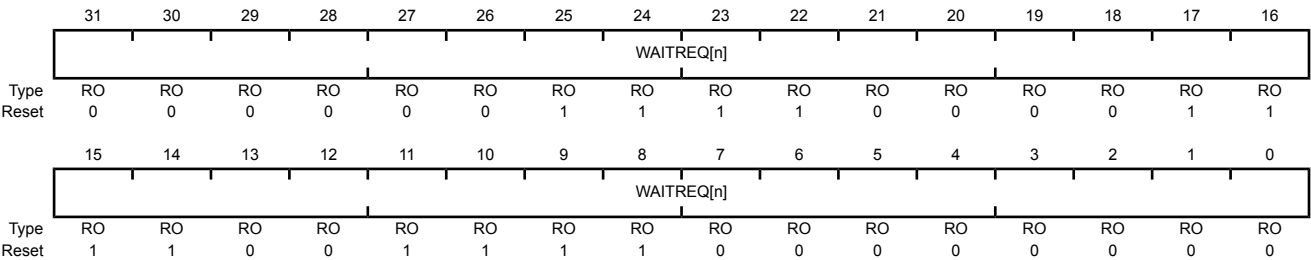 31 30 29 28 27 26 25 24 23 22 21 20 19 18 17 16
WAITREQ[n]
Type RO RO RO RO RO RO RO RO RO RO RO RO RO RO RO RO
Reset 0 0 0 0 0 0 1 1 1 1 0 0 0 0 1 1
15 14 13 12 11 10 9 8 7 6 5 4 3 2 1 0
WAITREQ[n]
Type RO RO RO RO RO RO RO RO RO RO RO RO RO RO RO RO
Reset 1 1 0 0 1 1 1 1 0 0 0 0 0 0 0 0